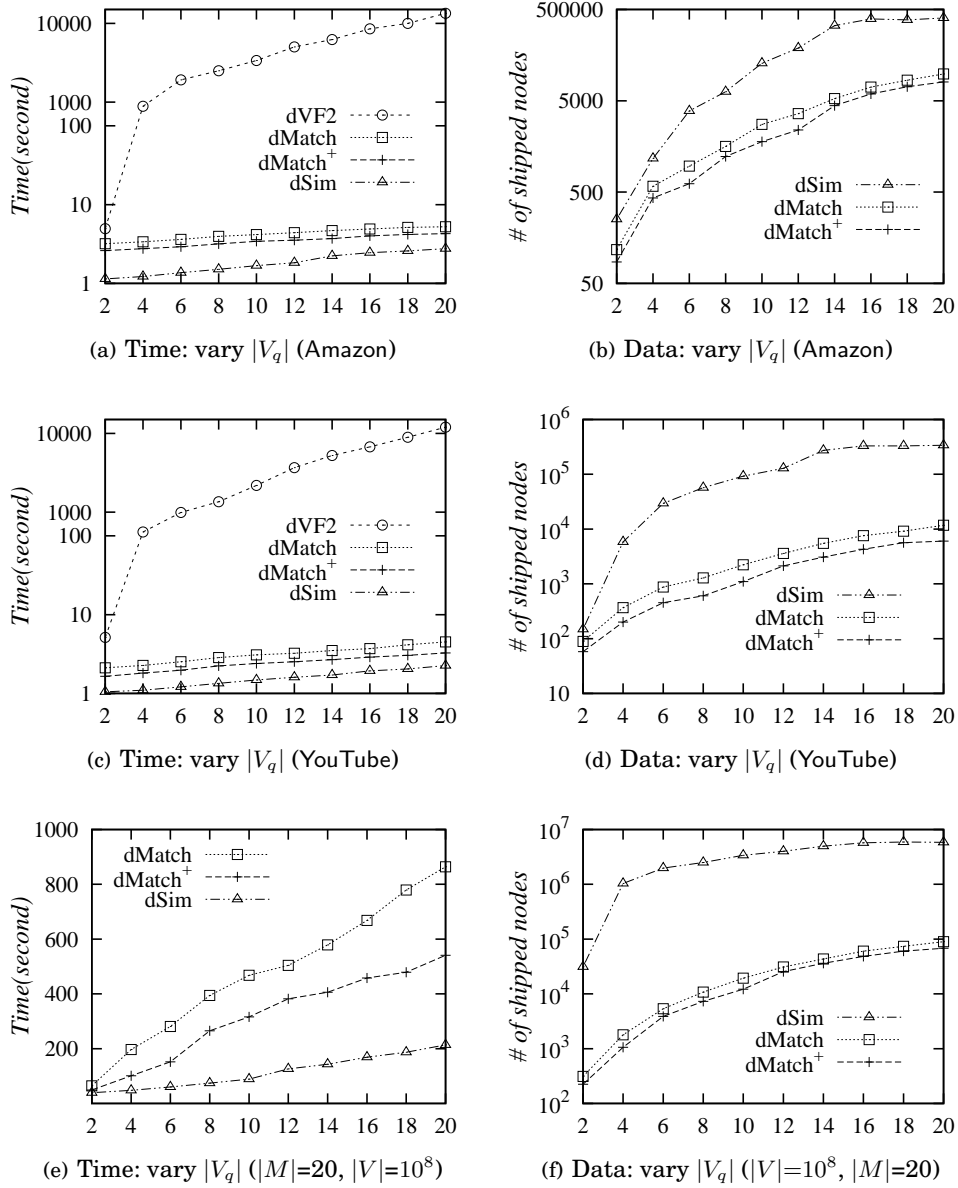 Time(second)
10000
1000
100
10
1
dVF2
dMatch
dMatch+
dSim
2 4 6 8 10 12 14 16 18 20
(a) Time: vary |Vq| (Amazon)
# of shipped nodes
500000
5000
500
50
dSim
dMatch
dMatch+
2 4 6 8 10 12 14 16 18 20
(b) Data: vary |Vq| (Amazon)
Time(second)
10000
1000
100
10
1
dVF2
dMatch
dMatch+
dSim
2 4 6 8 10 12 14 16 18 20
(c) Time: vary |Vq| (YouTube)
# of shipped nodes
10^6
10^5
10^4
10^3
10^2
10
dSim
dMatch
dMatch+
2 4 6 8 10 12 14 16 18 20
(d) Data: vary |Vq| (YouTube)
Time(second)
1000
800
600
400
200
dMatch
dMatch+
dSim
2 4 6 8 10 12 14 16 18 20
(e) Time: vary |Vq| (|M|=20, |V|=10^8)
# of shipped nodes
10^7
10^6
10^5
10^4
10^3
10^2
dSim
dMatch
dMatch+
2 4 6 8 10 12 14 16 18 20
(f) Data: vary |Vq| (|V|=10^8, |M|=20)